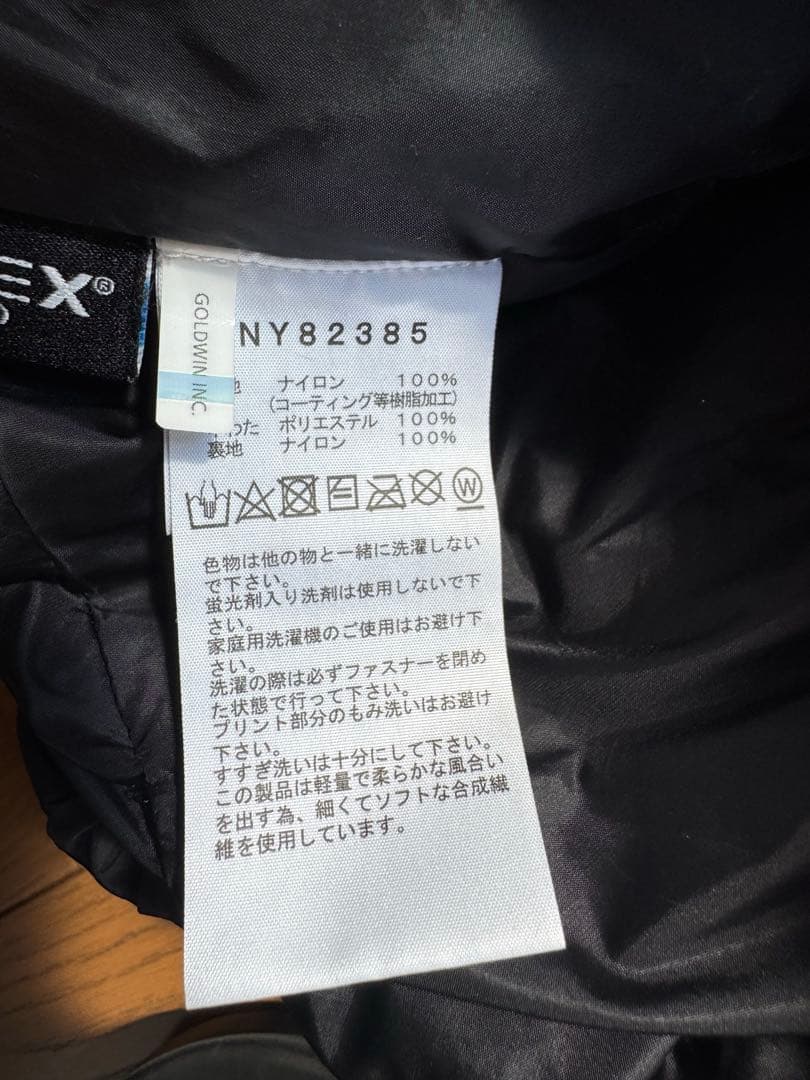 EX®
GOLDWIN INC.
NY82385
地 ナイロン 100%
(コーティング等樹脂加工)
中わた ポリエステル 100%
裏地 ナイロン 100%
W
色物は他の物と一緒に洗濯しない
で下さい。
蛍光剤入り洗剤は使用しないで下
さい。
家庭用洗濯機のご使用はお避け下
さい。
洗濯の際は必ずファスナーを閉め
た状態で行って下さい。
プリント部分のもみ洗いはお避け
下さい。
すすぎ洗いは十分にして下さい。
この製品は軽量で柔らかな風合い
を出す為、細くてソフトな合成繊
維を使用しています。